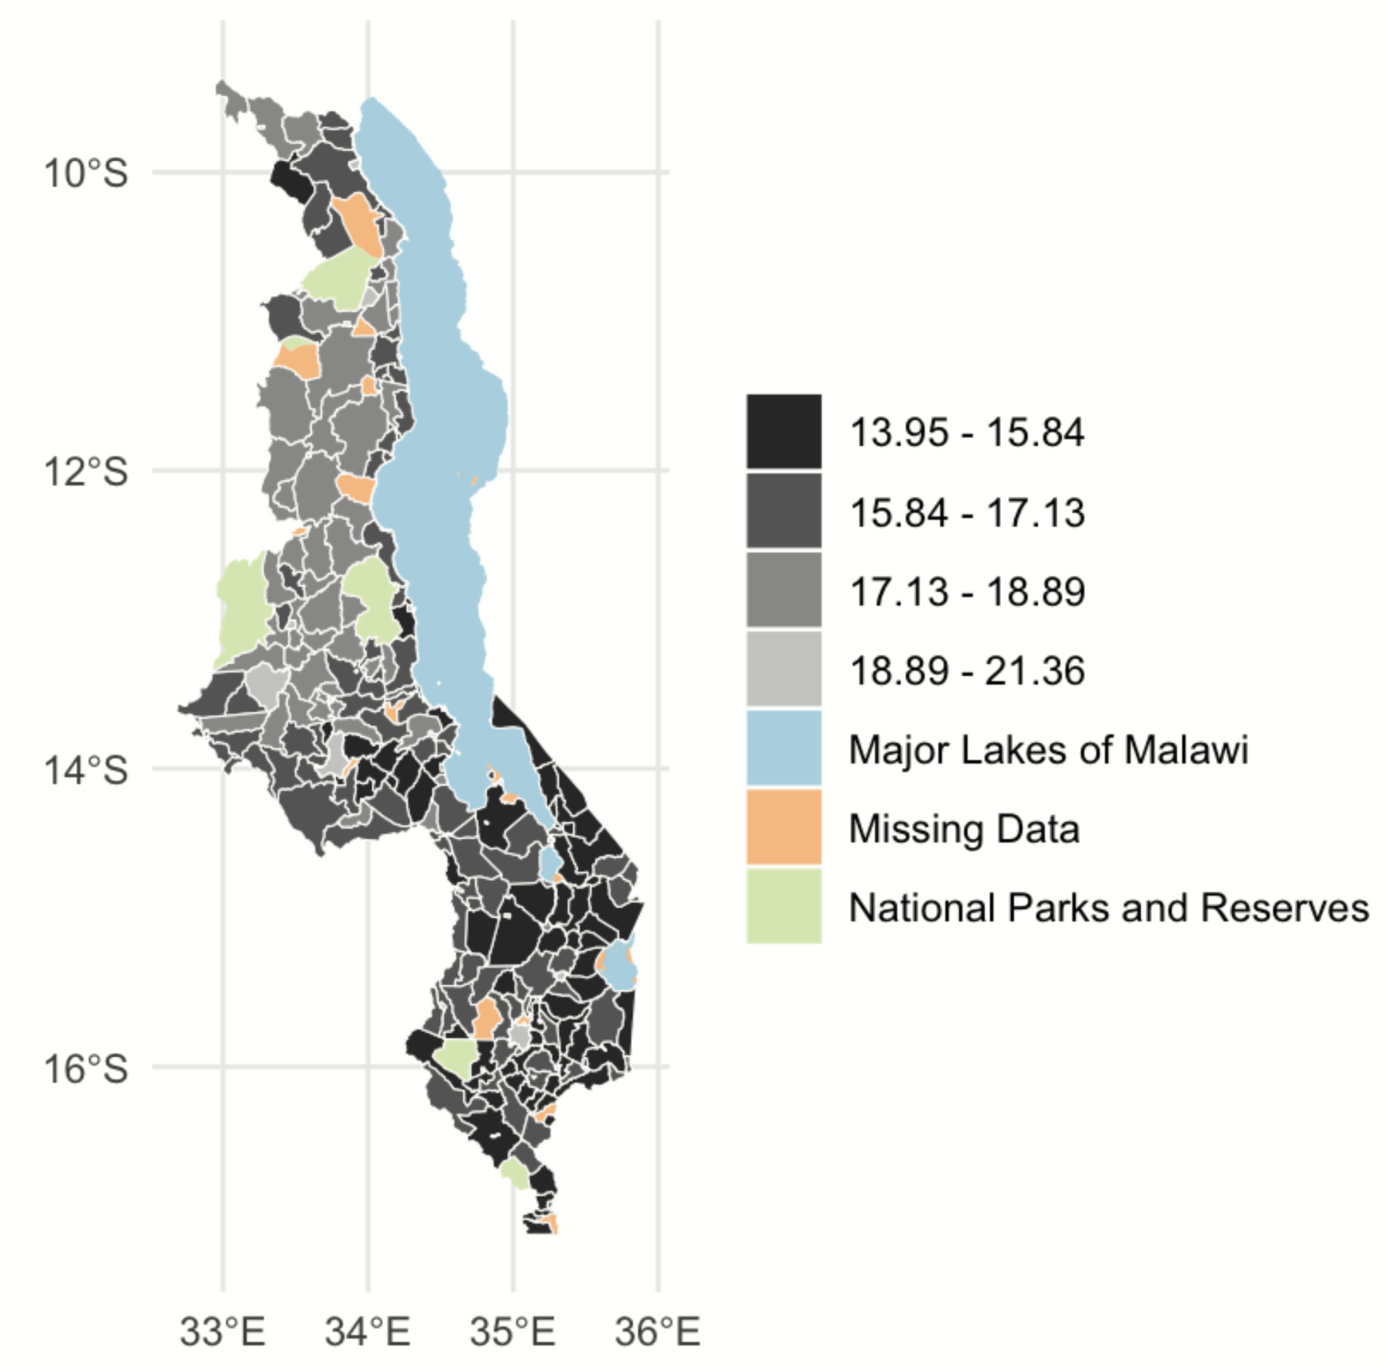 10°S
12°S
14°S
16°S
33°E 34°E 35°E 36°E
13.95 - 15.84
15.84 - 17.13
17.13 - 18.89
18.89 - 21.36
Major Lakes of Malawi
Missing Data
National Parks and Reserves